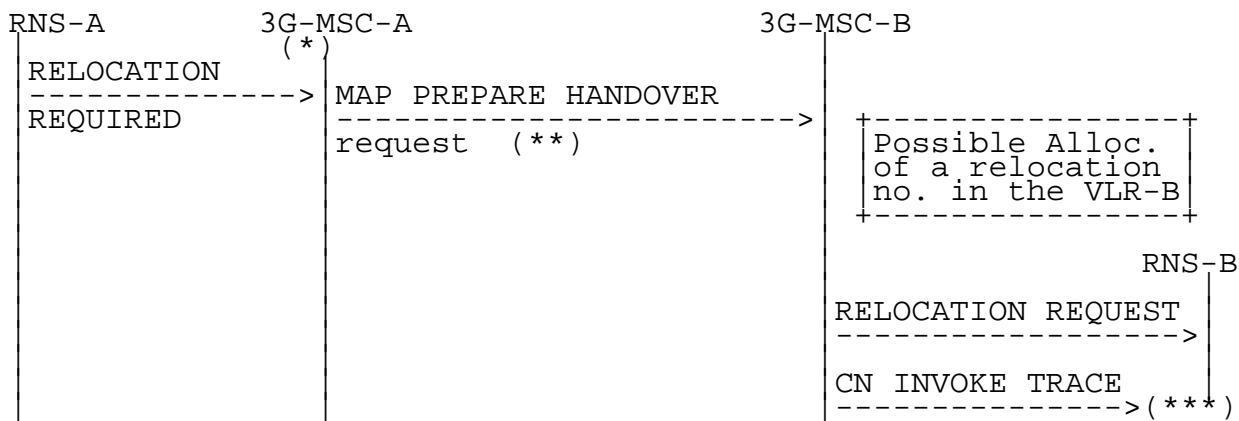 RNS-A 3G-MSC-A 3G-MSC-B
(*)
RELOCATION
REQUIRED
MAP PREPARE HANDOVER
request (**)
Possible Alloc.
of a relocation
no. in the VLR-B
RNS-B
RELOCATION REQUEST
CN INVOKE TRACE
(***)